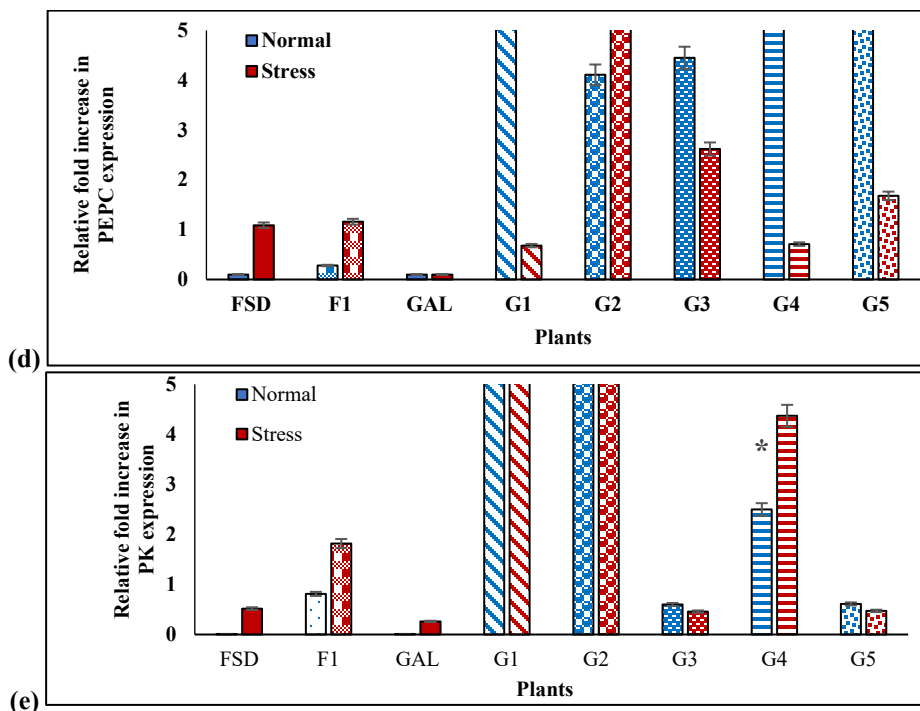 5
4
3
2
1
0
Relative fold increase in
PEPC expression
Normal
Stress
FSD F1 GAL G1 G2 G3 G4 G5
Plants
(d)
5
4
3
2
1
0
Relative fold increase in
PK expression
Normal
Stress
*
FSD F1 GAL G1 G2 G3 G4 G5
Plants
(e)